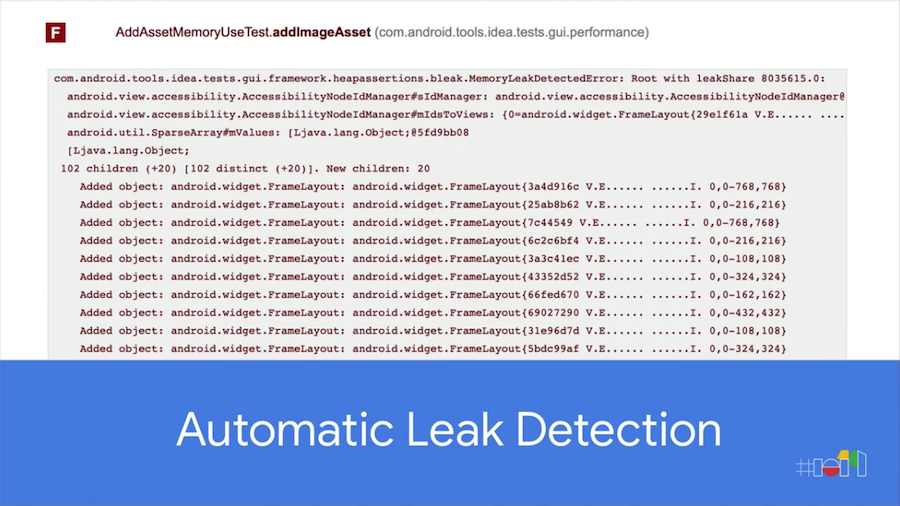 F
AddAssetMemoryUseTest.addImageAsset (com.android.tools.idea.tests.gui.performance)
com.android.tools.idea.tests.gui.framework.heapassertions.bleak.MemoryLeakDetectedError: Root with leakShare 8035615.0:
android.view.accessibility.AccessibilityNodeIdManager#sIdManager: android.view.accessibility.AccessibilityNodeIdManager@
android.view.accessibility.AccessibilityNodeIdManager#mIdsToViews: {0=android.widget.FrameLayout{29e1f61a V.E...... ....
android.util.SparseArray#mValues: [Ljava.lang.Object;@5fd9bb08
[Ljava.lang.Object;
102 children (+20) [102 distinct (+20)]. New children: 20
Added object: android.widget.FrameLayout: android.widget.FrameLayout{3a4d916c V.E...... ......I. 0,0-768,768}
Added object: android.widget.FrameLayout: android.widget.FrameLayout{25ab8b62 V.E...... ......I. 0,0-216,216}
Added object: android.widget.FrameLayout: android.widget.FrameLayout{7c44549 V.E...... ......I. 0,0-768,768}
Added object: android.widget.FrameLayout: android.widget.FrameLayout{6c2c6bf4 V.E...... ......I. 0,0-216,216}
Added object: android.widget.FrameLayout: android.widget.FrameLayout{3a3c41ec V.E...... ......I. 0,0-108,108}
Added object: android.widget.FrameLayout: android.widget.FrameLayout{43352d52 V.E...... ......I. 0,0-324,324}
Added object: android.widget.FrameLayout: android.widget.FrameLayout{66fed670 V.E...... ......I. 0,0-162,162}
Added object: android.widget.FrameLayout: android.widget.FrameLayout{69027290 V.E...... ......I. 0,0-432,432}
Added object: android.widget.FrameLayout: android.widget.FrameLayout{31e96d7d V.E...... ......I. 0,0-108,108}
Added object: android.widget.FrameLayout: android.widget.FrameLayout{5bdc99af V.E...... ......I. 0,0-324,324}
Automatic Leak Detection